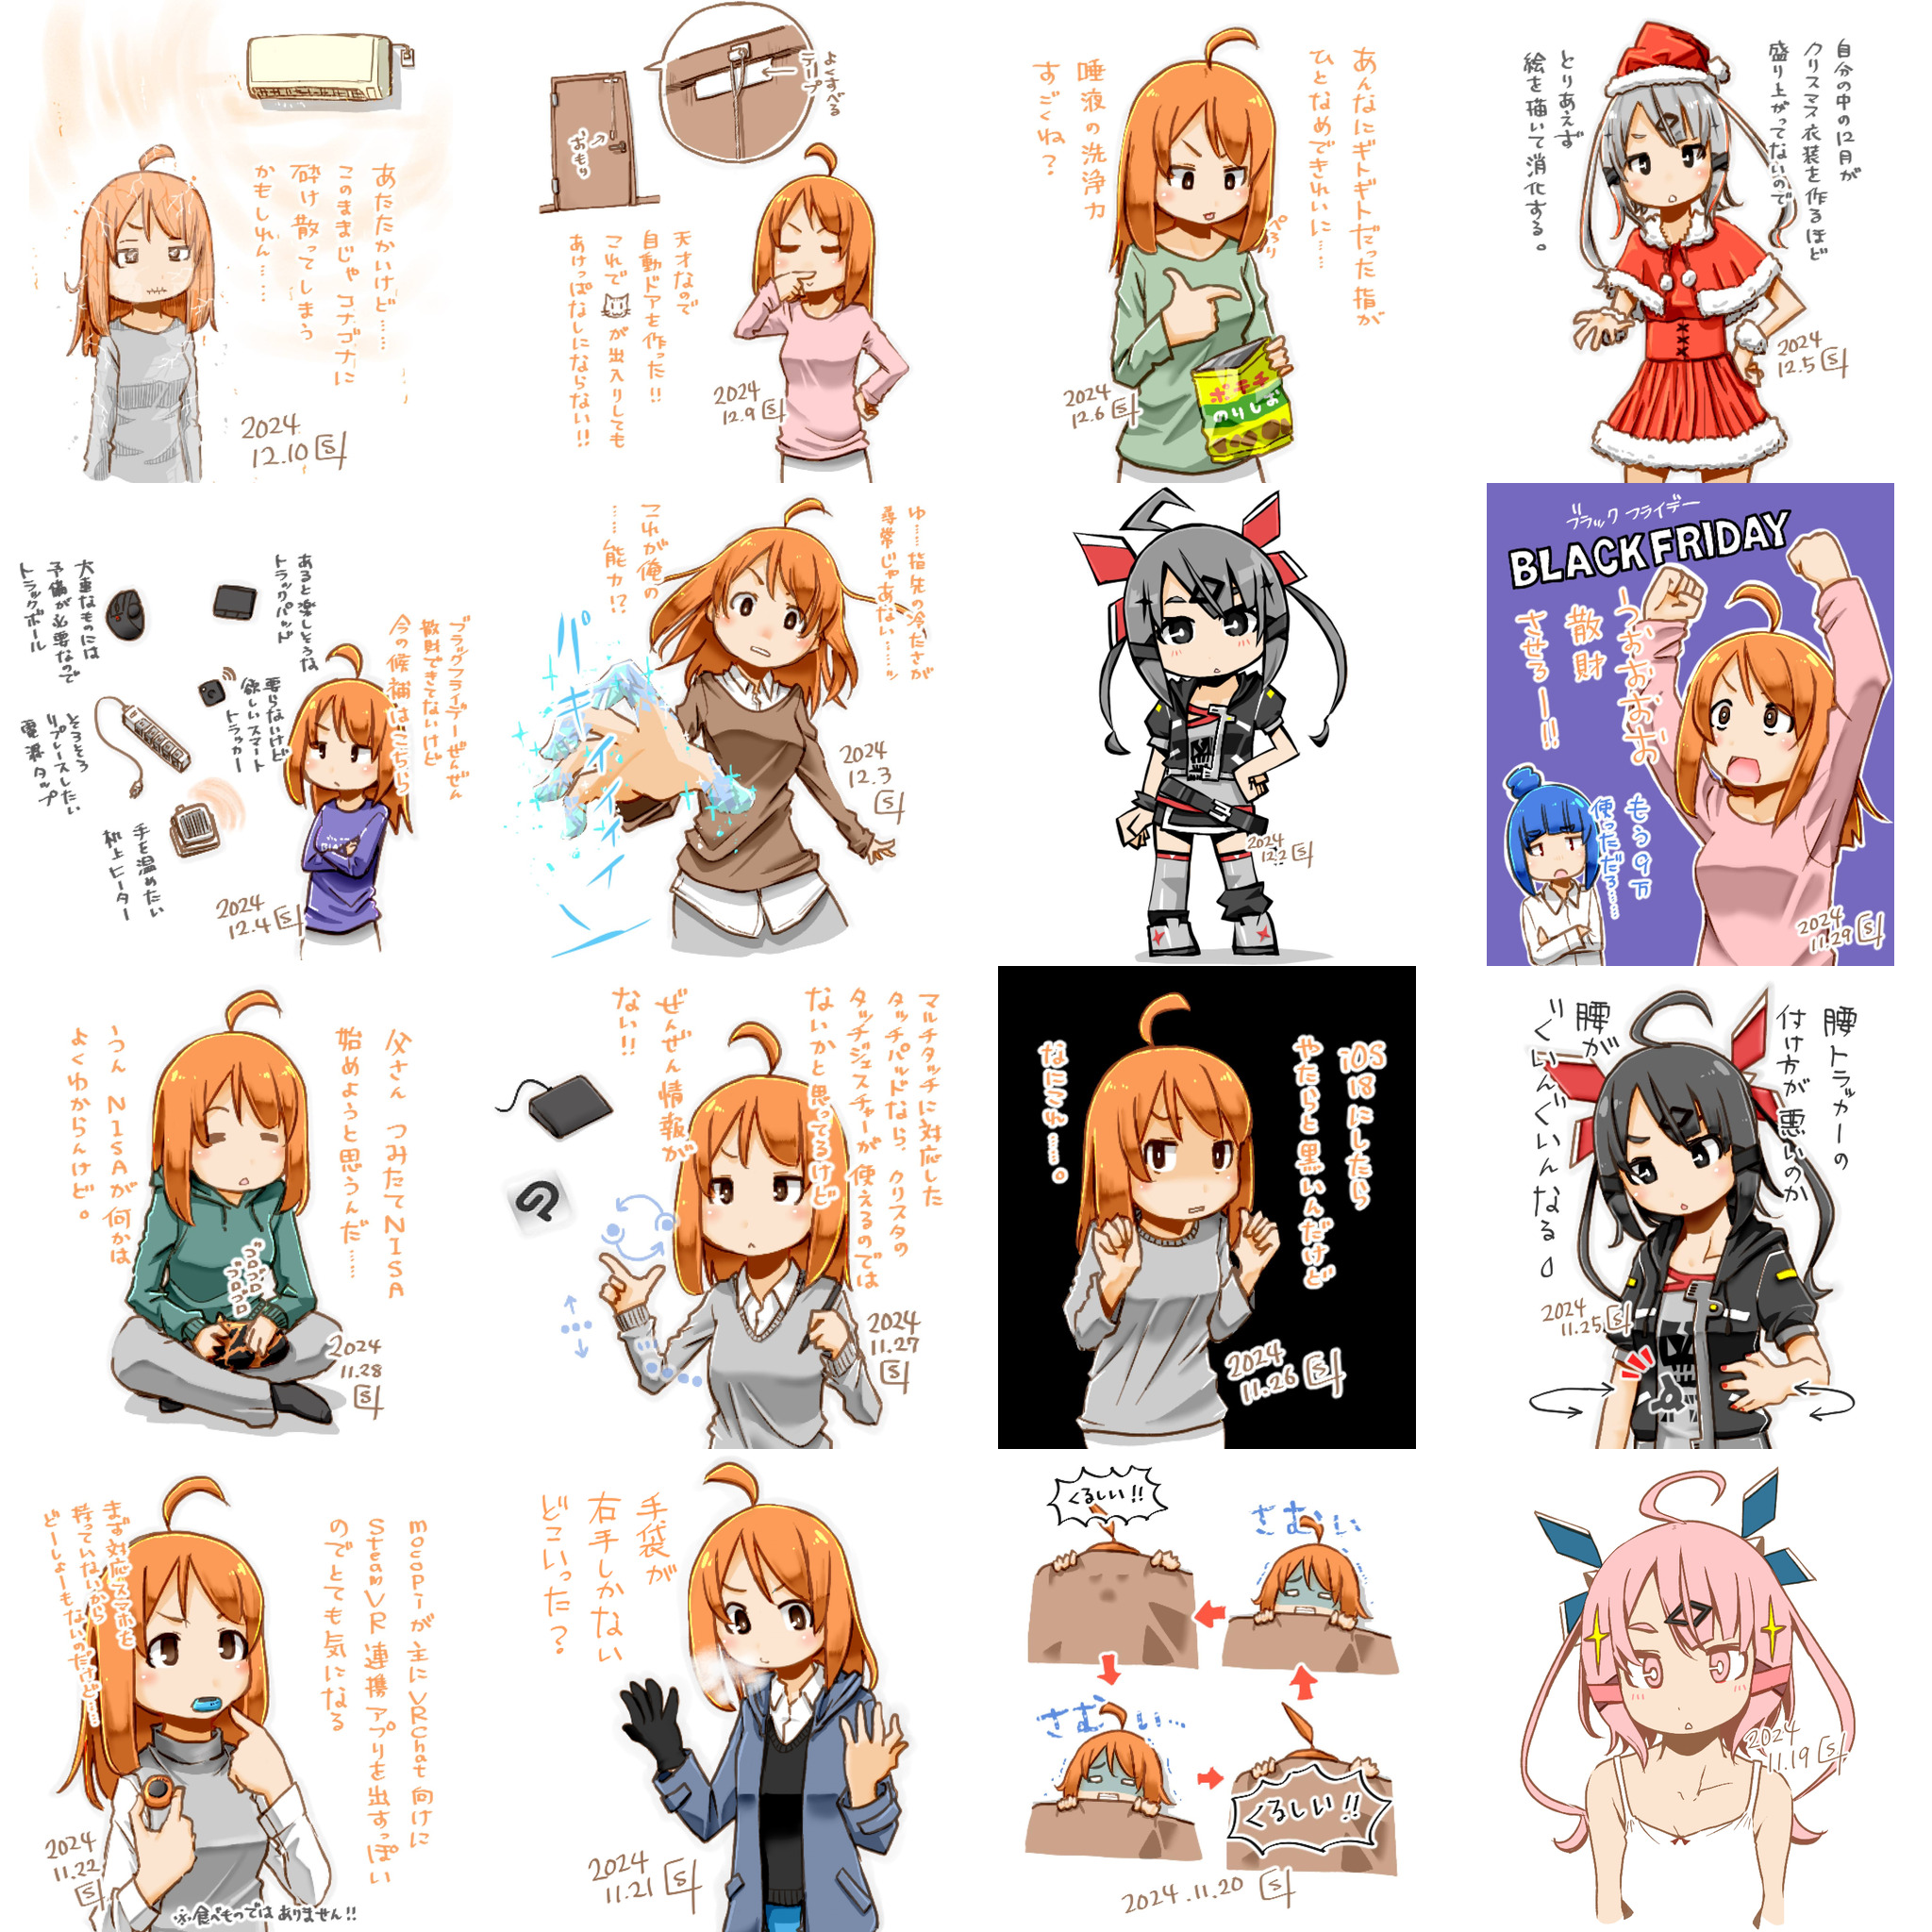 あたたかいけど……
このままじゃコナゴナに
砕け散ってしまう
かもしれん……
2024
12.10
よくすべる
テープ
おもり
天才なので
自動ドアを作った!!
これで が出入りしても
あけっぱなしにならない!!
2024
12.9
あんなにギトギトだった指が
ひとなめできれいに……
唾液の洗浄力
すごくね?
ぺろり
ポキチ
のりしお
2024
12.6
自分の中の12月が
クリスマス衣装を作るほど
盛り上がってないので
とりあえず
絵を描いて消化する。
2024
12.5
ブラックフライデーぜんぜん
散財できてないけど
今の候補はこちら
あると楽しそうな
トラックパッド
大事なものには
予備が必要なので
トラックボール
要らないけど
欲しいスマート
トラッカー
そろそろ
リプレースしたい
電源タップ
手を温めたい
机上ヒーター
2024
12.4
ゆ……指先の冷たさが
尋常じゃあない……ッ
これが俺の
……能力!?
パキィイイイイン
2024
12.3
2024
12.2
ブラックフライデー
BLACK FRIDAY
うおおおおお
散財
させろー!!
もう9万
使っただろ……
2024
11.29
父さん つみたてNISA
始めようと思うんだ……
うん NISAが何かは
よくわからんけど。
ゴロゴロ
ゴロゴロ
2024
11.28
マルチタッチに対応した
タッチパッドなら、クリスタの
タッチジェスチャーが使えるのでは
ないかと思ってるけど
ぜんぜん情報が
ない!!
2024
11.27
iOS
18にしたら
やたらと黒いんだけど
なにこれ……。
2024
11.26
腰トラッカーの
付け方が悪いのか
腰が
ぐいんぐいんなる
2024
11.25
mocopiが主にVRChat向けに
SteamVR連携アプリを出すっぽい
のでとても気になる
まず対応スマホを
持っていないから
どーしょーもないのだけど……
2024
11.22
※食べものではありません!!
手袋が
右手しかない
どこいった?
2024
11.21
くるしい!!
さむい
さむい…
くるしい!!
2024.11.20
2024
11.19